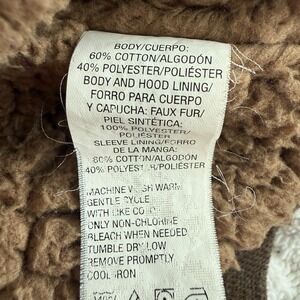 BODY/CUERPO:
60% COTTON/ALGODÓN
40% POLYESTER/POLIÉSTER
BODY AND HOOD LINING/
FORRO PARA CUERPO
Y CAPUCHA: FAUX FUR/
PIEL SINTÉTICA:
100% POLYESTER/
POLIÉSTER
SLEEVE LINING/FORRO
DE LA MANGA:
60% COTTON/ALGODÓN
40% POLYESTER/POLIÉSTER
MACHINE WASH WARM
GENTLE CYCLE
WITH LIKE COLO
ONLY NON-CHLORINE
BLEACH WHEN NEEDED
TUMBLE DRY LOW
REMOVE PROMPTLY
COOL IRON